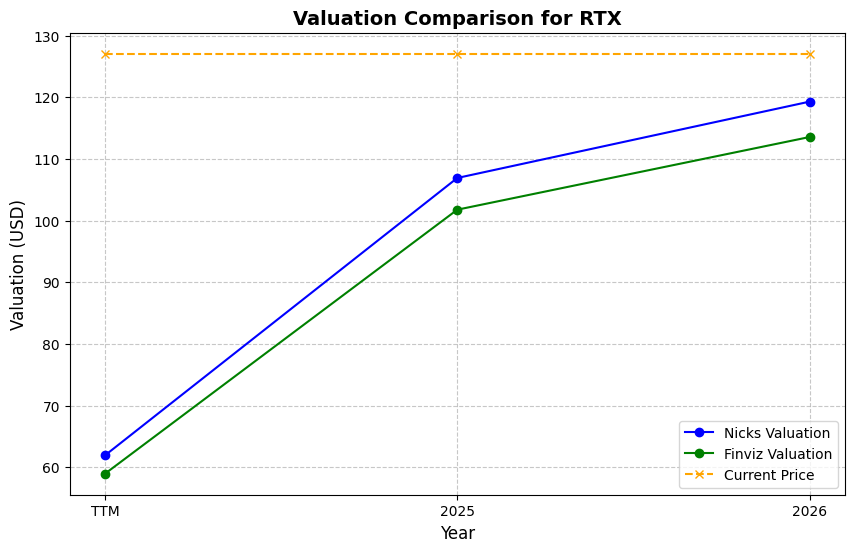 Valuation Comparison for RTX
Valuation (USD)
130
120
110
100
90
80
70
60
TTM
2025
2026
Year
Nicks Valuation
Finviz Valuation
Current Price